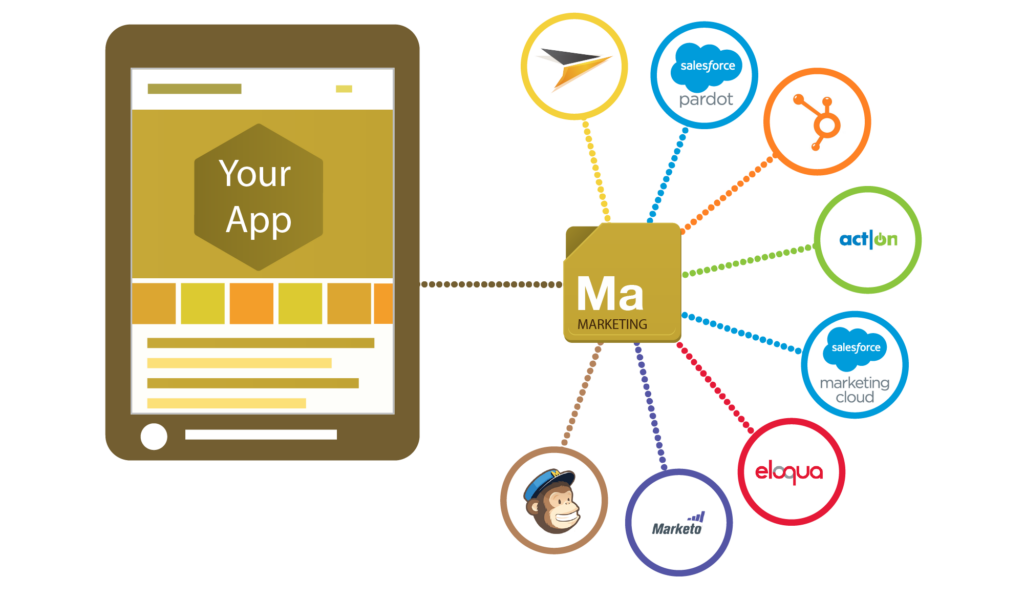 Your
App
Ma
MARKETING
salesforce
pardot
act|on
salesforce
marketing
cloud
eloqua
Marketo
M